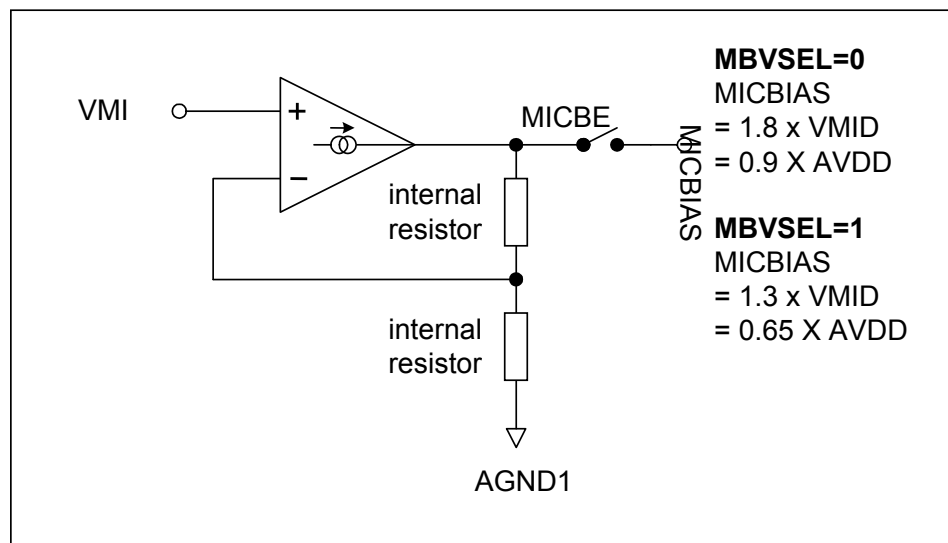 VMI
+
−
MICBE
MICBIAS
internal
resistor
internal
resistor
AGND1
MBVSEL=0
MICBIAS
= 1.8 x VMID
= 0.9 X AVDD
MBVSEL=1
MICBIAS
= 1.3 x VMID
= 0.65 X AVDD